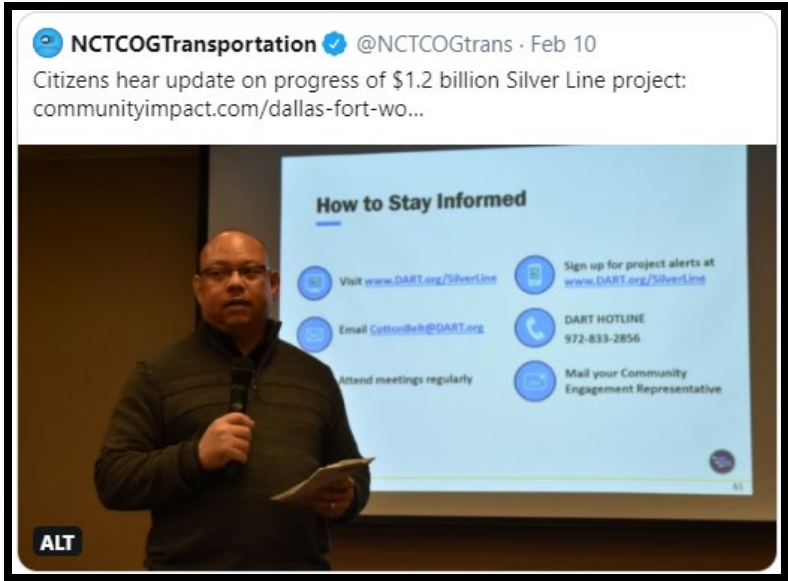 NCTCOGTransportation @NCTCOGtrans · Feb 10
Citizens hear update on progress of $1.2 billion Silver Line project:
communityimpact.com/dallas-fort-wo...
How to Stay Informed
Visit www.DART.org/SilverLine
Email CottonBelt@DART.org
Attend meetings regularly
Sign up for project alerts at
www.DART.org/SilverLine
DART HOTLINE
972-833-2856
Mail your Community
Engagement Representative
61
ALT